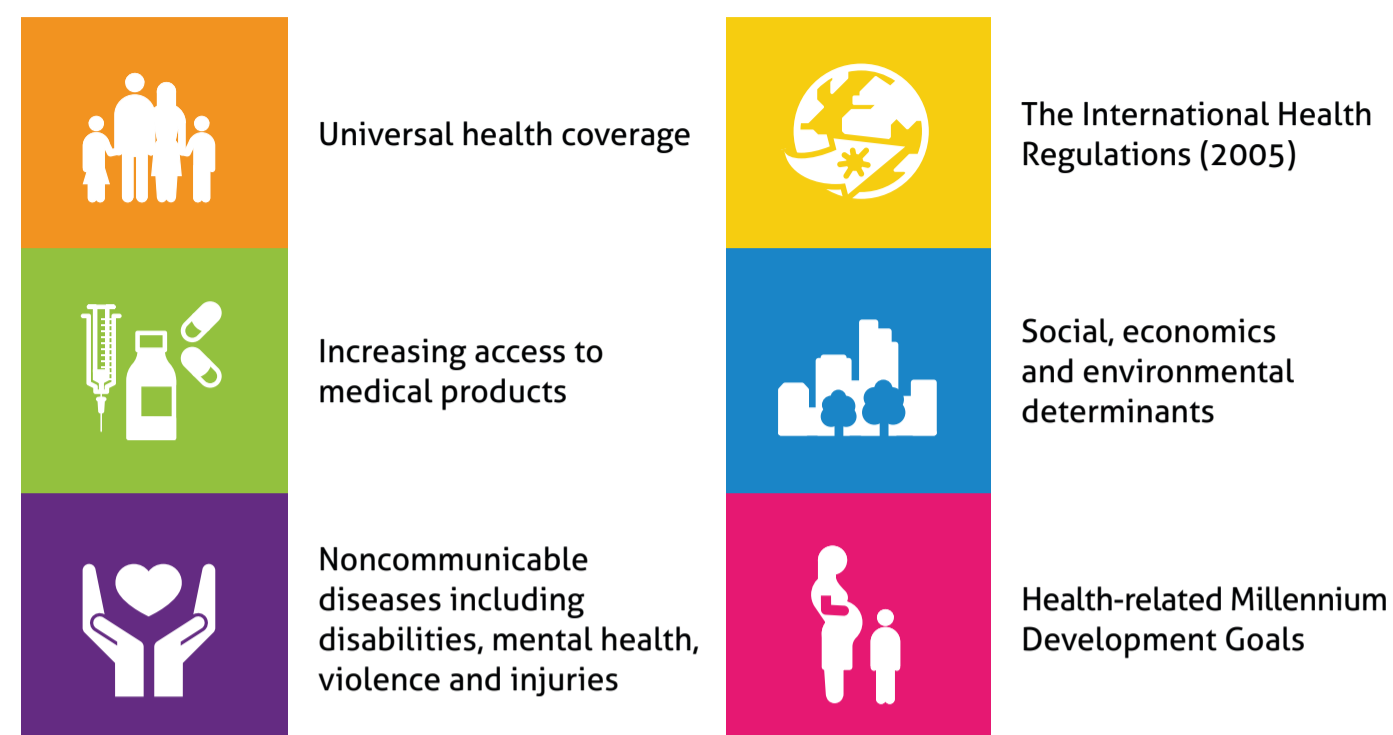 Universal health coverage
The International Health
Regulations (2005)
Increasing access to
medical products
Social, economics
and environmental
determinants
Noncommunicable
diseases including
disabilities, mental health,
violence and injuries
Health-related Millennium
Development Goals